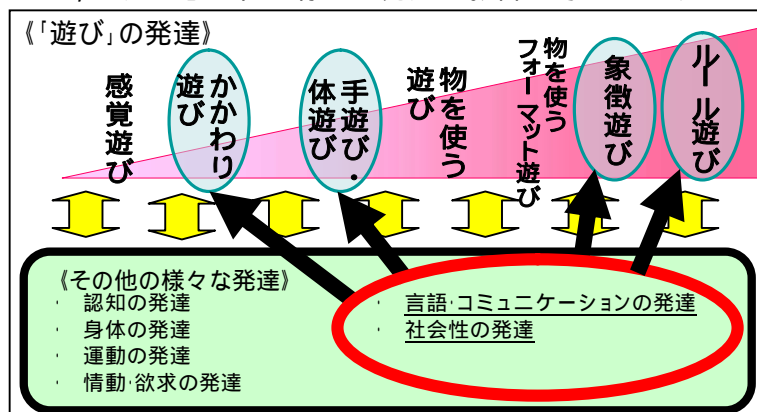 《「遊び」の発達》
感覚遊び
かかわり
遊び
手遊び・
体遊び
物を使う
遊び
物を使う
フォーマット遊び
象徴遊び
ルール遊び
《その他の様々な発達》
・ 認知の発達
・ 身体の発達
・ 運動の発達
・ 情動・欲求の発達
・ 言語・コミュニケーションの発達
・ 社会性の発達